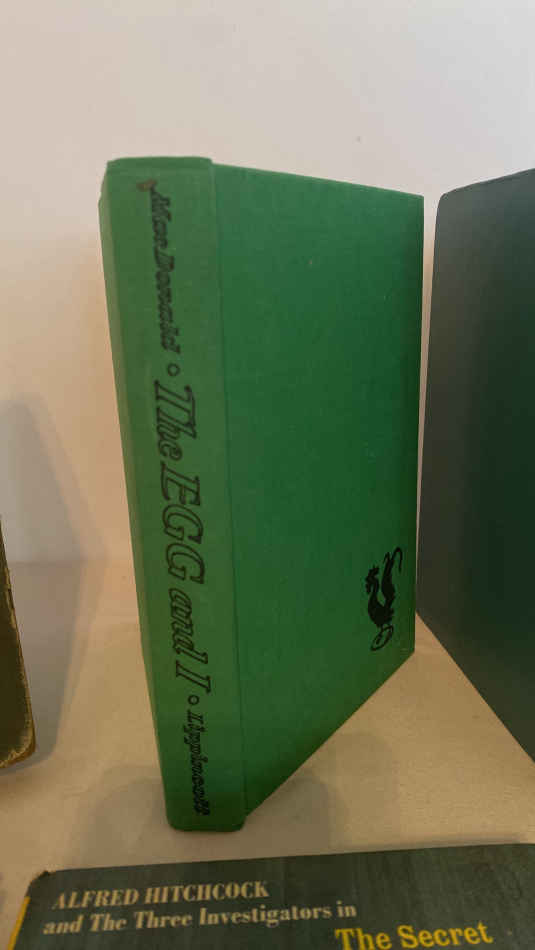 MacDonald • The EGG and I • Lippincott
ALFRED HITCHCOCK
and The Three Investigators in
The Secret